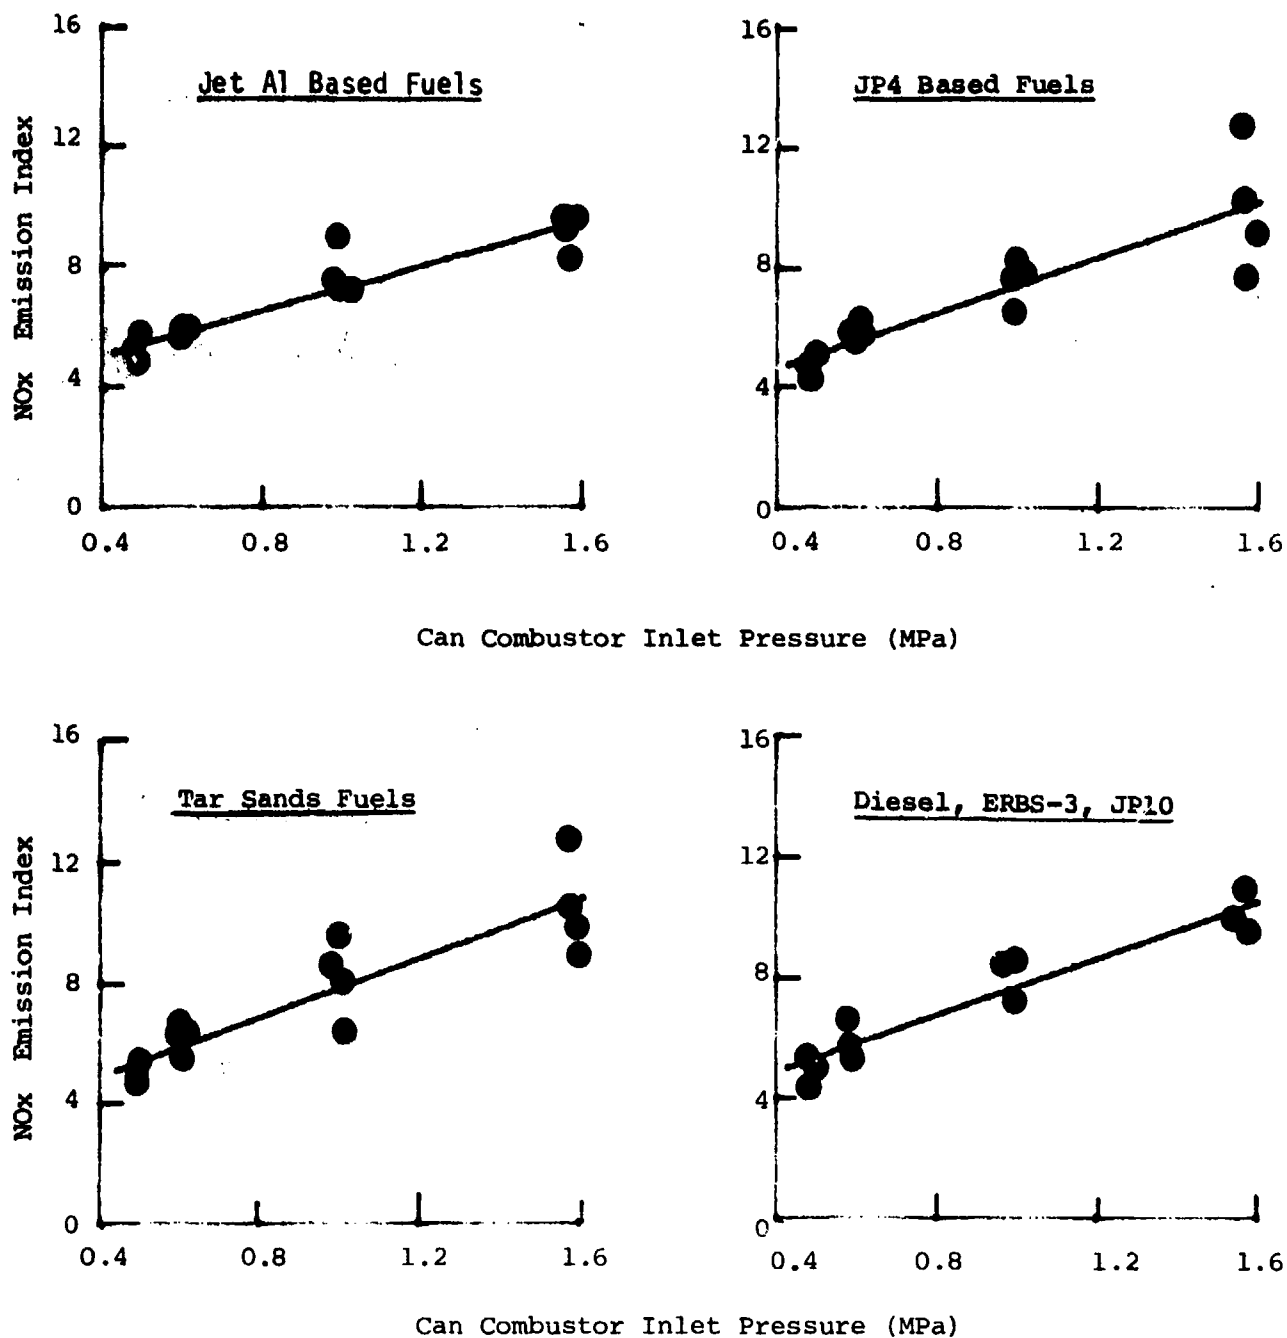 16
Jet A1 Based Fuels
12
8
4
0
0.4 0.8 1.2 1.6
NOx Emission Index
16
JP4 Based Fuels
12
8
4
0
0.4 0.8 1.2 1.6
Can Combustor Inlet Pressure (MPa)
16
Tar Sands Fuels
12
8
4
0
0.4 0.8 1.2 1.6
NOx Emission Index
16
Diesel, ERBS-3, JP10
12
8
4
0
0.4 0.8 1.2 1.6
Can Combustor Inlet Pressure (MPa)